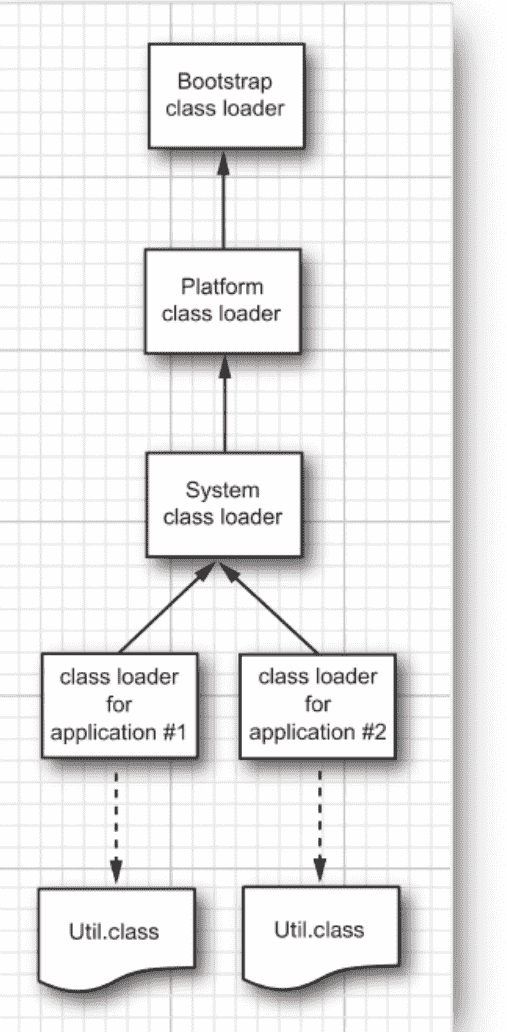 Bootstrap
class loader
Platform
class loader
System
class loader
class loader
for
application #1
class loader
for
application #2
Util.class
Util.class